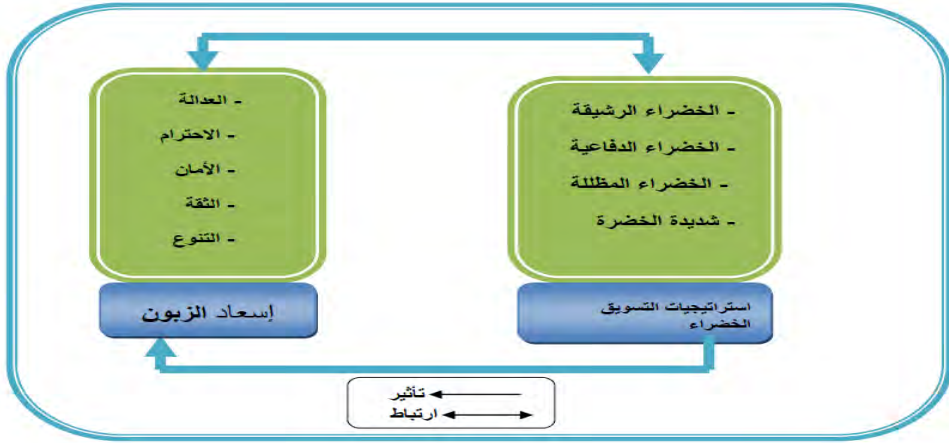 - الخضراء الرشيقة
- الخضراء الدفاعية
- الخضراء المظللة
- شديدة الخضرة
استراتيجيات التسويق
الخضراء
- العدالة
- الاحترام
- الأمان
- الثقة
- التنوع
إسعاد الزبون
تأثير
ارتباط